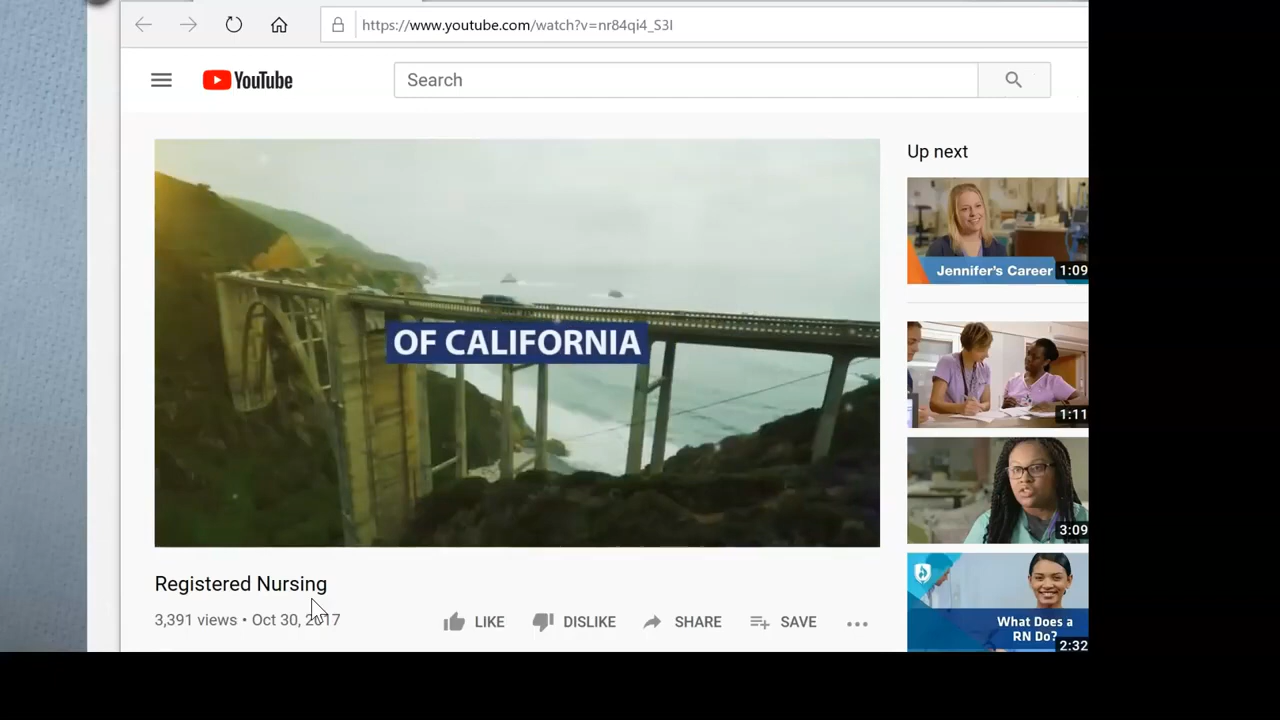 https://www.youtube.com/watch?v=nr84qi4_S3I
YouTube
Search
OF CALIFORNIA
Registered Nursing
3,391 views • Oct 30, 2017
LIKE
DISLIKE
SHARE
SAVE
Up next
Jennifer's Career
1:09
1:11
3:09
What Does a
RN Do?
2:32